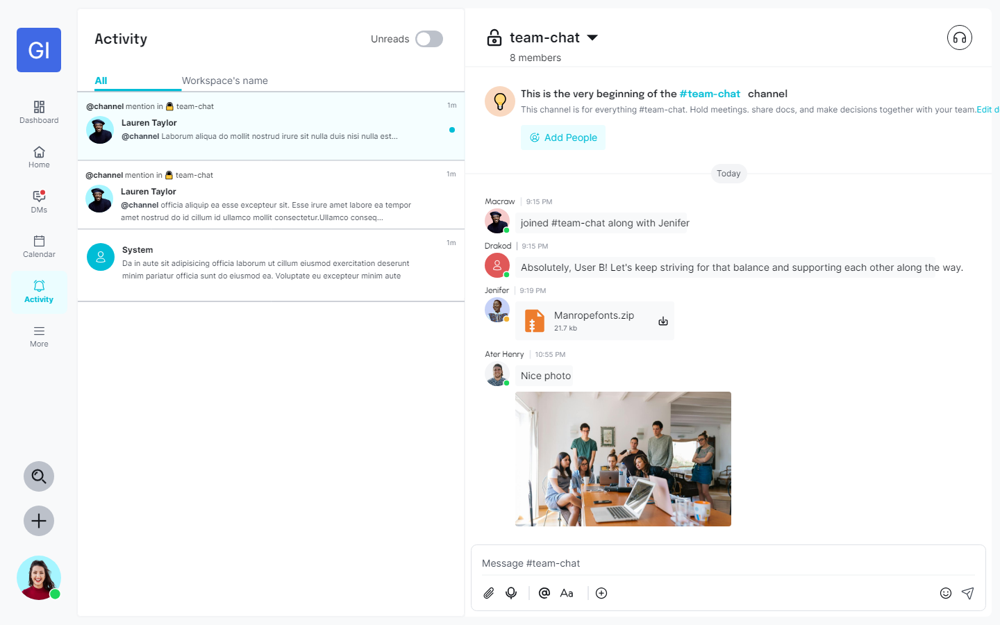 GI
Dashboard
Home
DMs
Calendar
Activity
More
Activity
Unreads
All
Workspace's name
@channel mention in team-chat
1m
Lauren Taylor
@channel Laborum aliqua do mollit nostrud irure sit nulla duis nisi nulla est...
@channel mention in team-chat
1m
Lauren Taylor
@channel officia aliquip ea esse excepteur sit. Esse irure amet labore ea tempor
amet nostrud do id cillum id ullamco mollit consectetur.Ullamco conseq...
1m
System
Da in aute sit adipisicing officia laborum ut cillum eiusmod exercitation deserunt
minim pariatur officia sunt do eiusmod ea. Voluptate eu excepteur minim aute
team-chat
8 members
This is the very beginning of the #team-chat channel
This channel is for everything #team-chat. Hold meetings. share docs, and make decisions together with your team.Edit d
Add People
Today
Macraw 9:15 PM
joined #team-chat along with Jenifer
Drakod 9:15 PM
Absolutely, User B! Let's keep striving for that balance and supporting each other along the way.
Jenifer 9:19 PM
Manropefonts.zip
21.7 kb
Ater Henry 10:55 PM
Nice photo
Message #team-chat
@ Aa